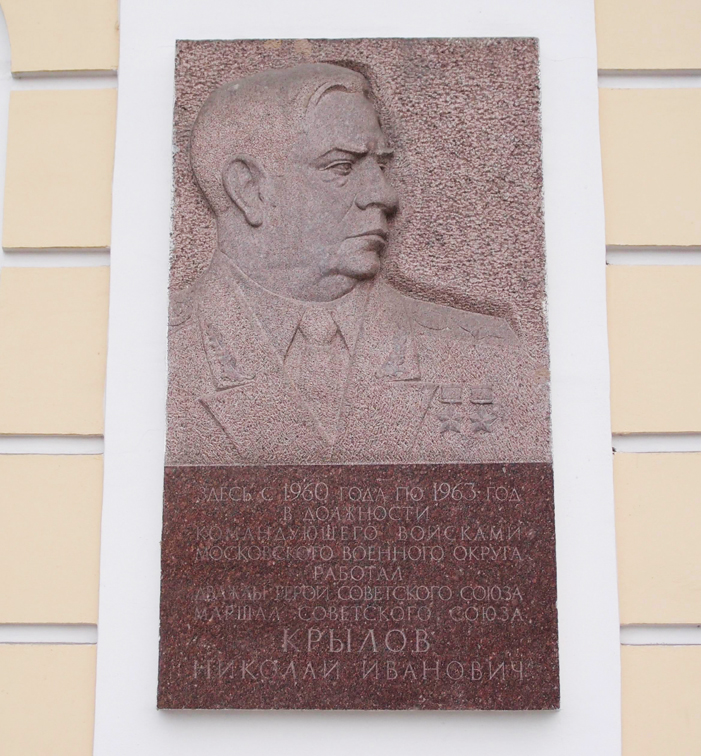 ЗДЕСЬ С 1960 ГОДА ПО 1963 ГОД
В ДОЛЖНОСТИ
КОМАНДУЮЩЕГО ВОЙСКАМИ
МОСКОВСКОГО ВОЕННОГО ОКРУГА
РАБОТАЛ
ДВАЖДЫ ГЕРОЙ СОВЕТСКОГО СОЮЗА
МАРШАЛ СОВЕТСКОГО СОЮЗА
КРЫЛОВ
НИКОЛАЙ ИВАНОВИЧ